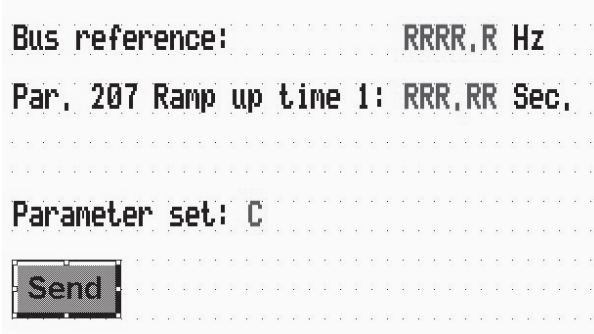 Bus reference: RRRR.R Hz
Par. 207 Ramp up time 1: RRR.RR Sec.
Parameter set: C
Send